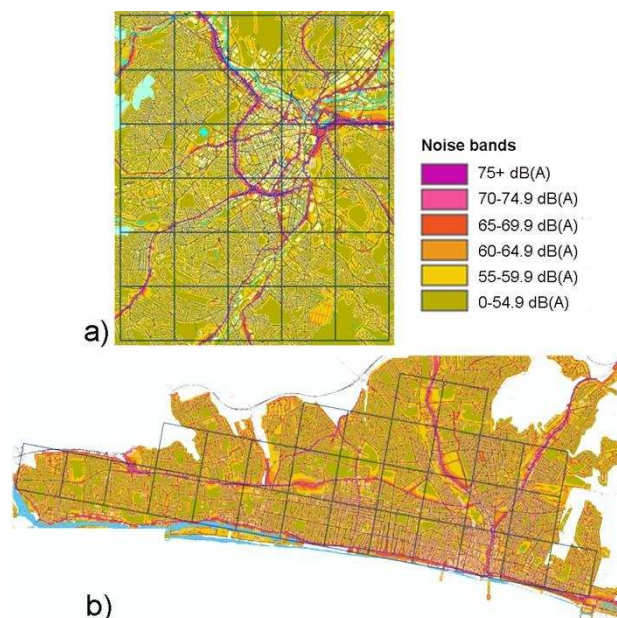 Noise bands
75+ dB(A)
70-74.9 dB(A)
65-69.9 dB(A)
60-64.9 dB(A)
55-59.9 dB(A)
0-54.9 dB(A)
a)
b)